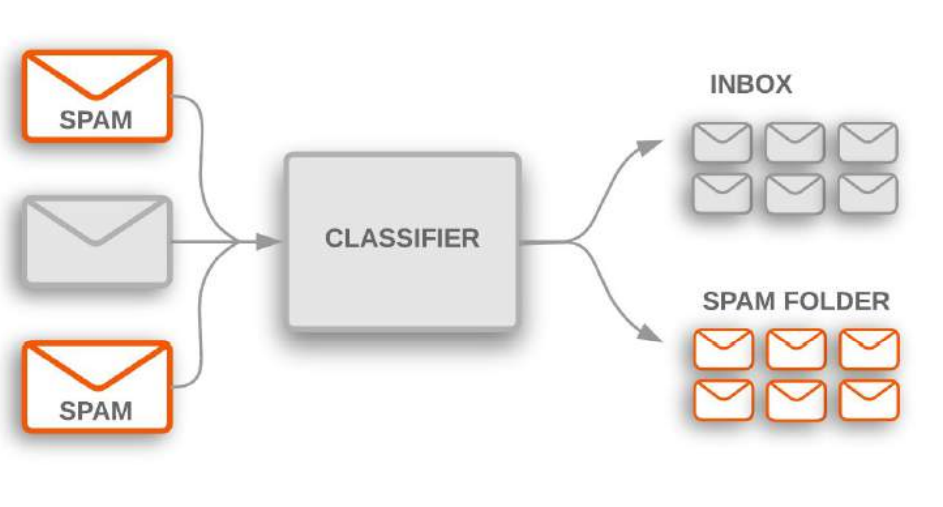 SPAM
SPAM
CLASSIFIER
INBOX
SPAM FOLDER